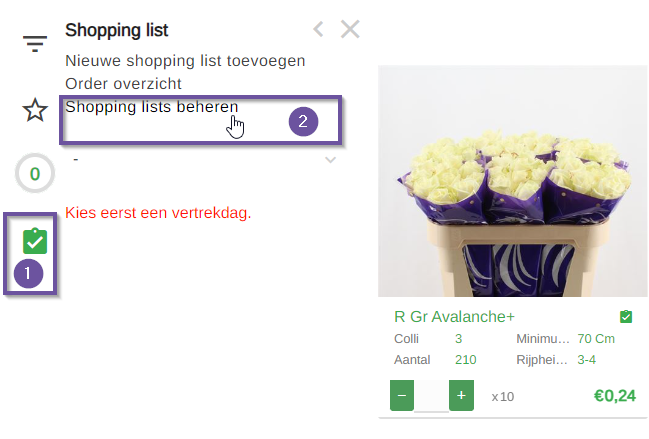 Shopping list
Nieuwe shopping list toevoegen
Order overzicht
Shopping lists beheren
2
0
-
Kies eerst een vertrekdag.
1
R Gr Avalanche+
Colli 3 Minimu... 70 Cm
Aantal 210 Rijphei... 3-4
− + x10 €0,24